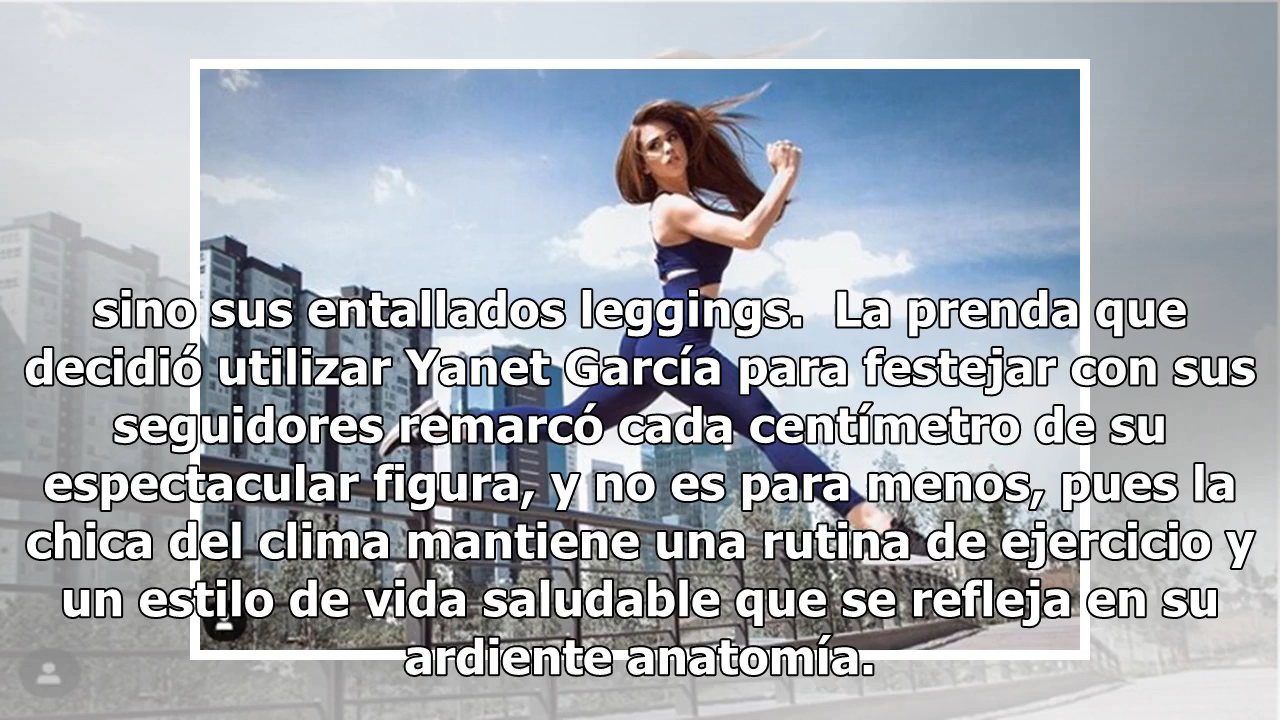 sino sus entallados leggings.  La prenda que
decidió utilizar Yanet García para festejar con sus
seguidores remarcó cada centímetro de su
espectacular figura, y no es para menos, pues la
chica del clima mantiene una rutina de ejercicio y
un estilo de vida saludable que se refleja en su
ardiente anatomía.